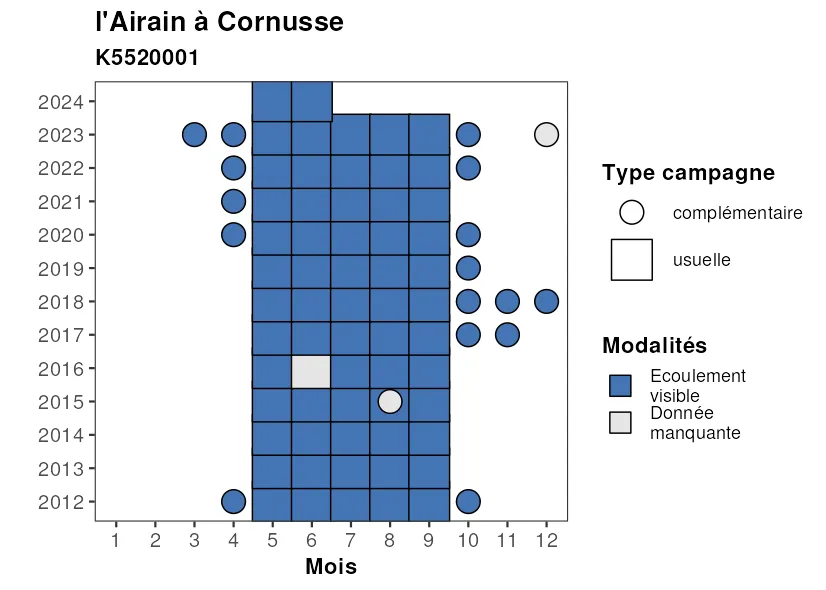 l'Airain à Cornusse
K5520001
2024
2023
2022
2021
2020
2019
2018
2017
2016
2015
2014
2013
2012
1 2 3 4 5 6 7 8 9 10 11 12
Mois
Type campagne
complémentaire
usuelle
Modalités
Ecoulement
visible
Donnée
manquante